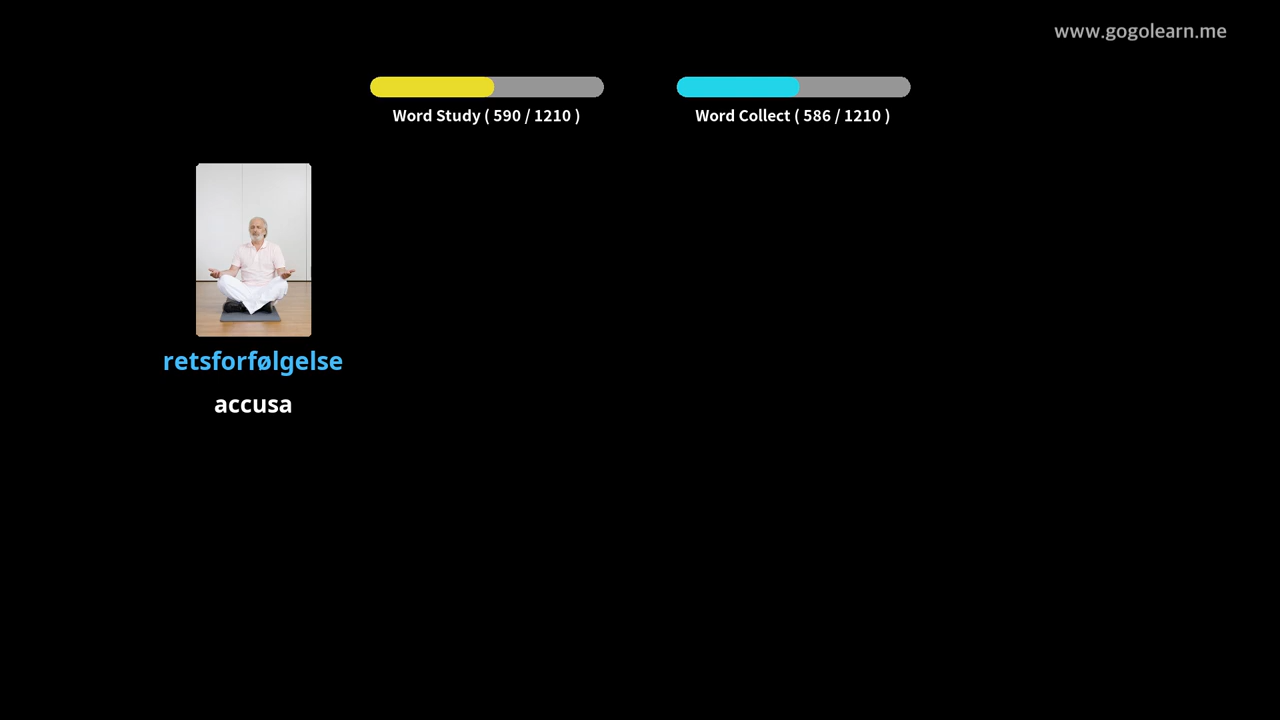 www.gogolearn.me
Word Study ( 590 / 1210 )
Word Collect ( 586 / 1210 )
retsforfølgelse
accusa